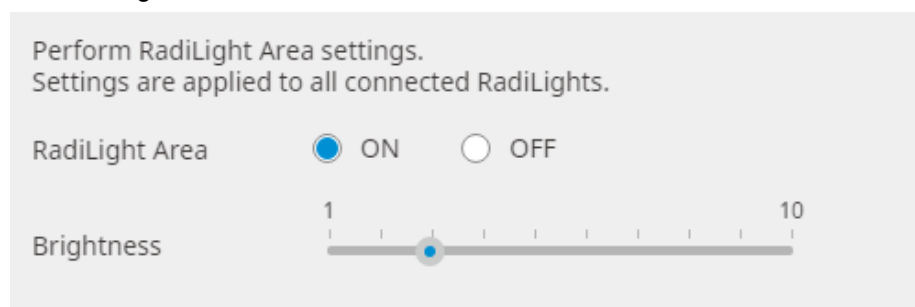 Perform RadiLight Area settings.
Settings are applied to all connected RadiLights.
RadiLight Area ON OFF
1 10
Brightness